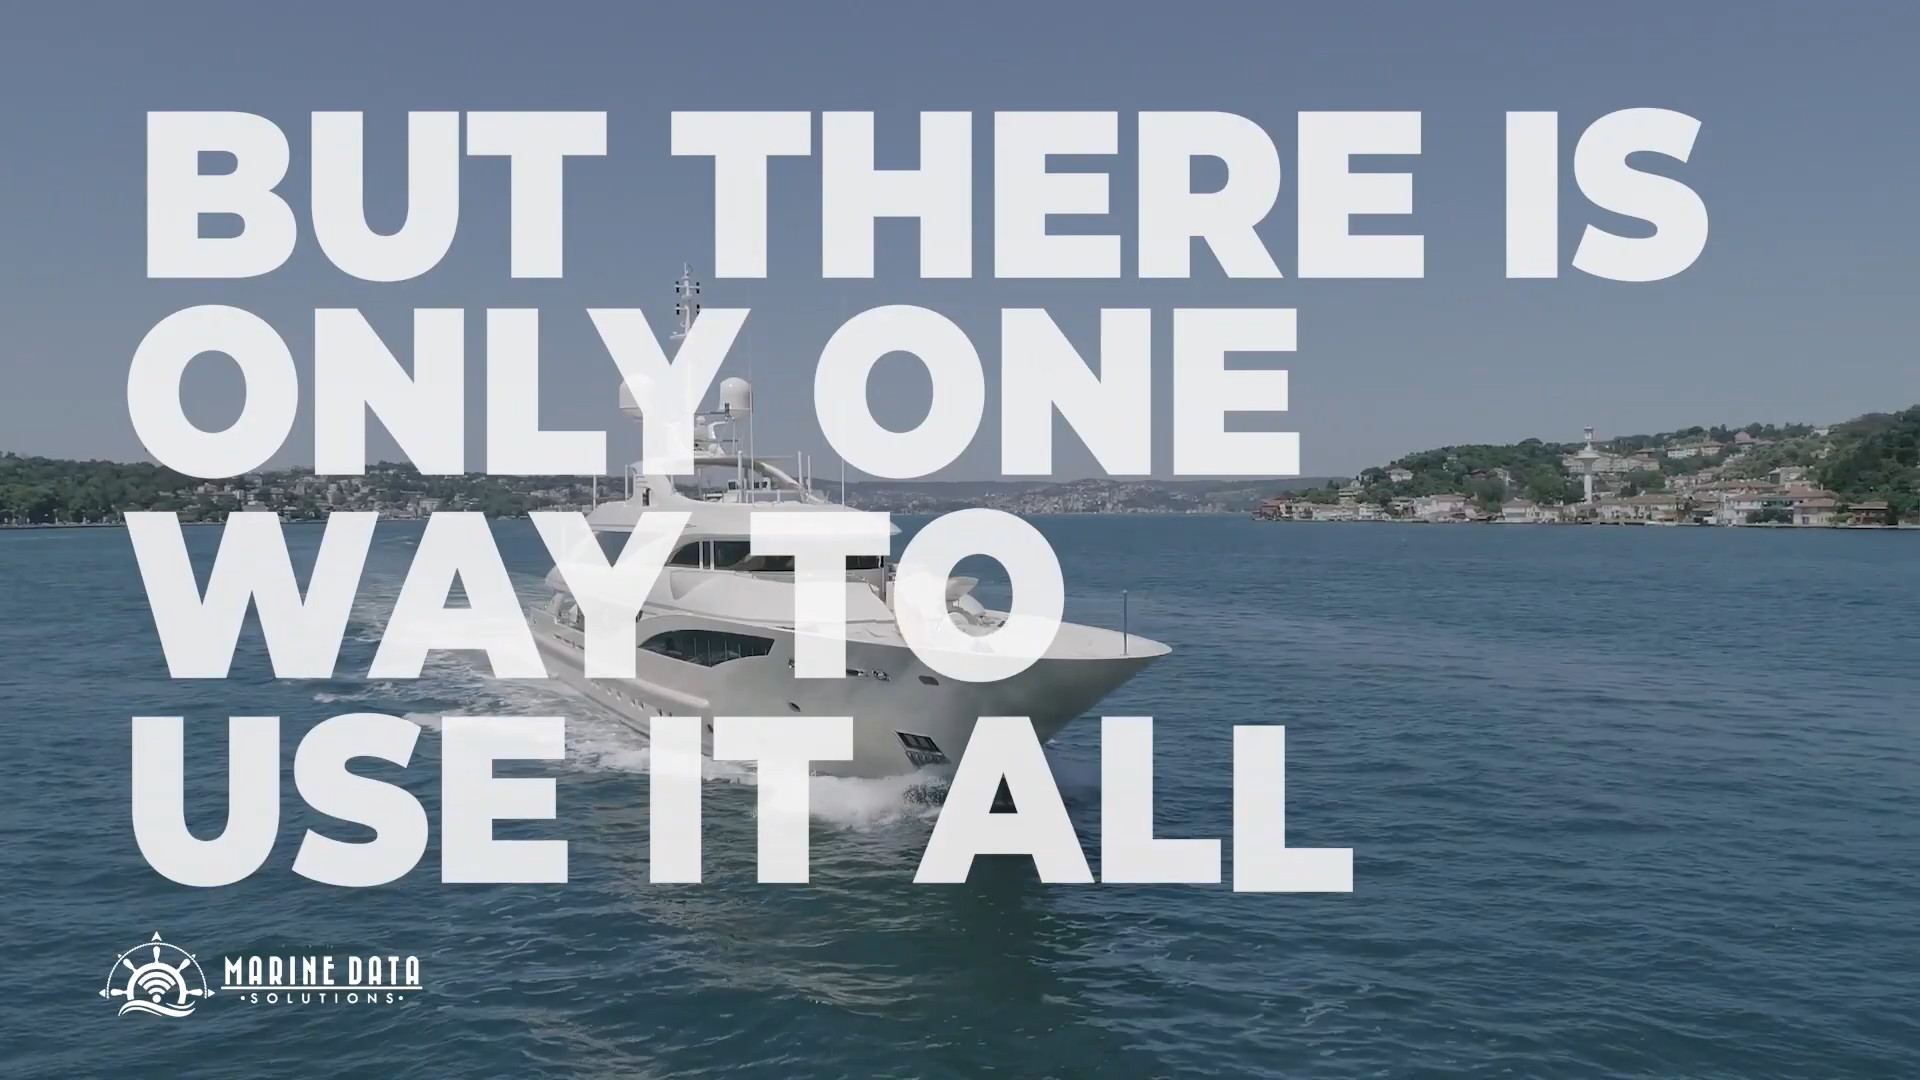 BUT THERE IS
ONLY ONE
WAY TO
USE IT ALL
MARINE DATA
•SOLUTIONS•